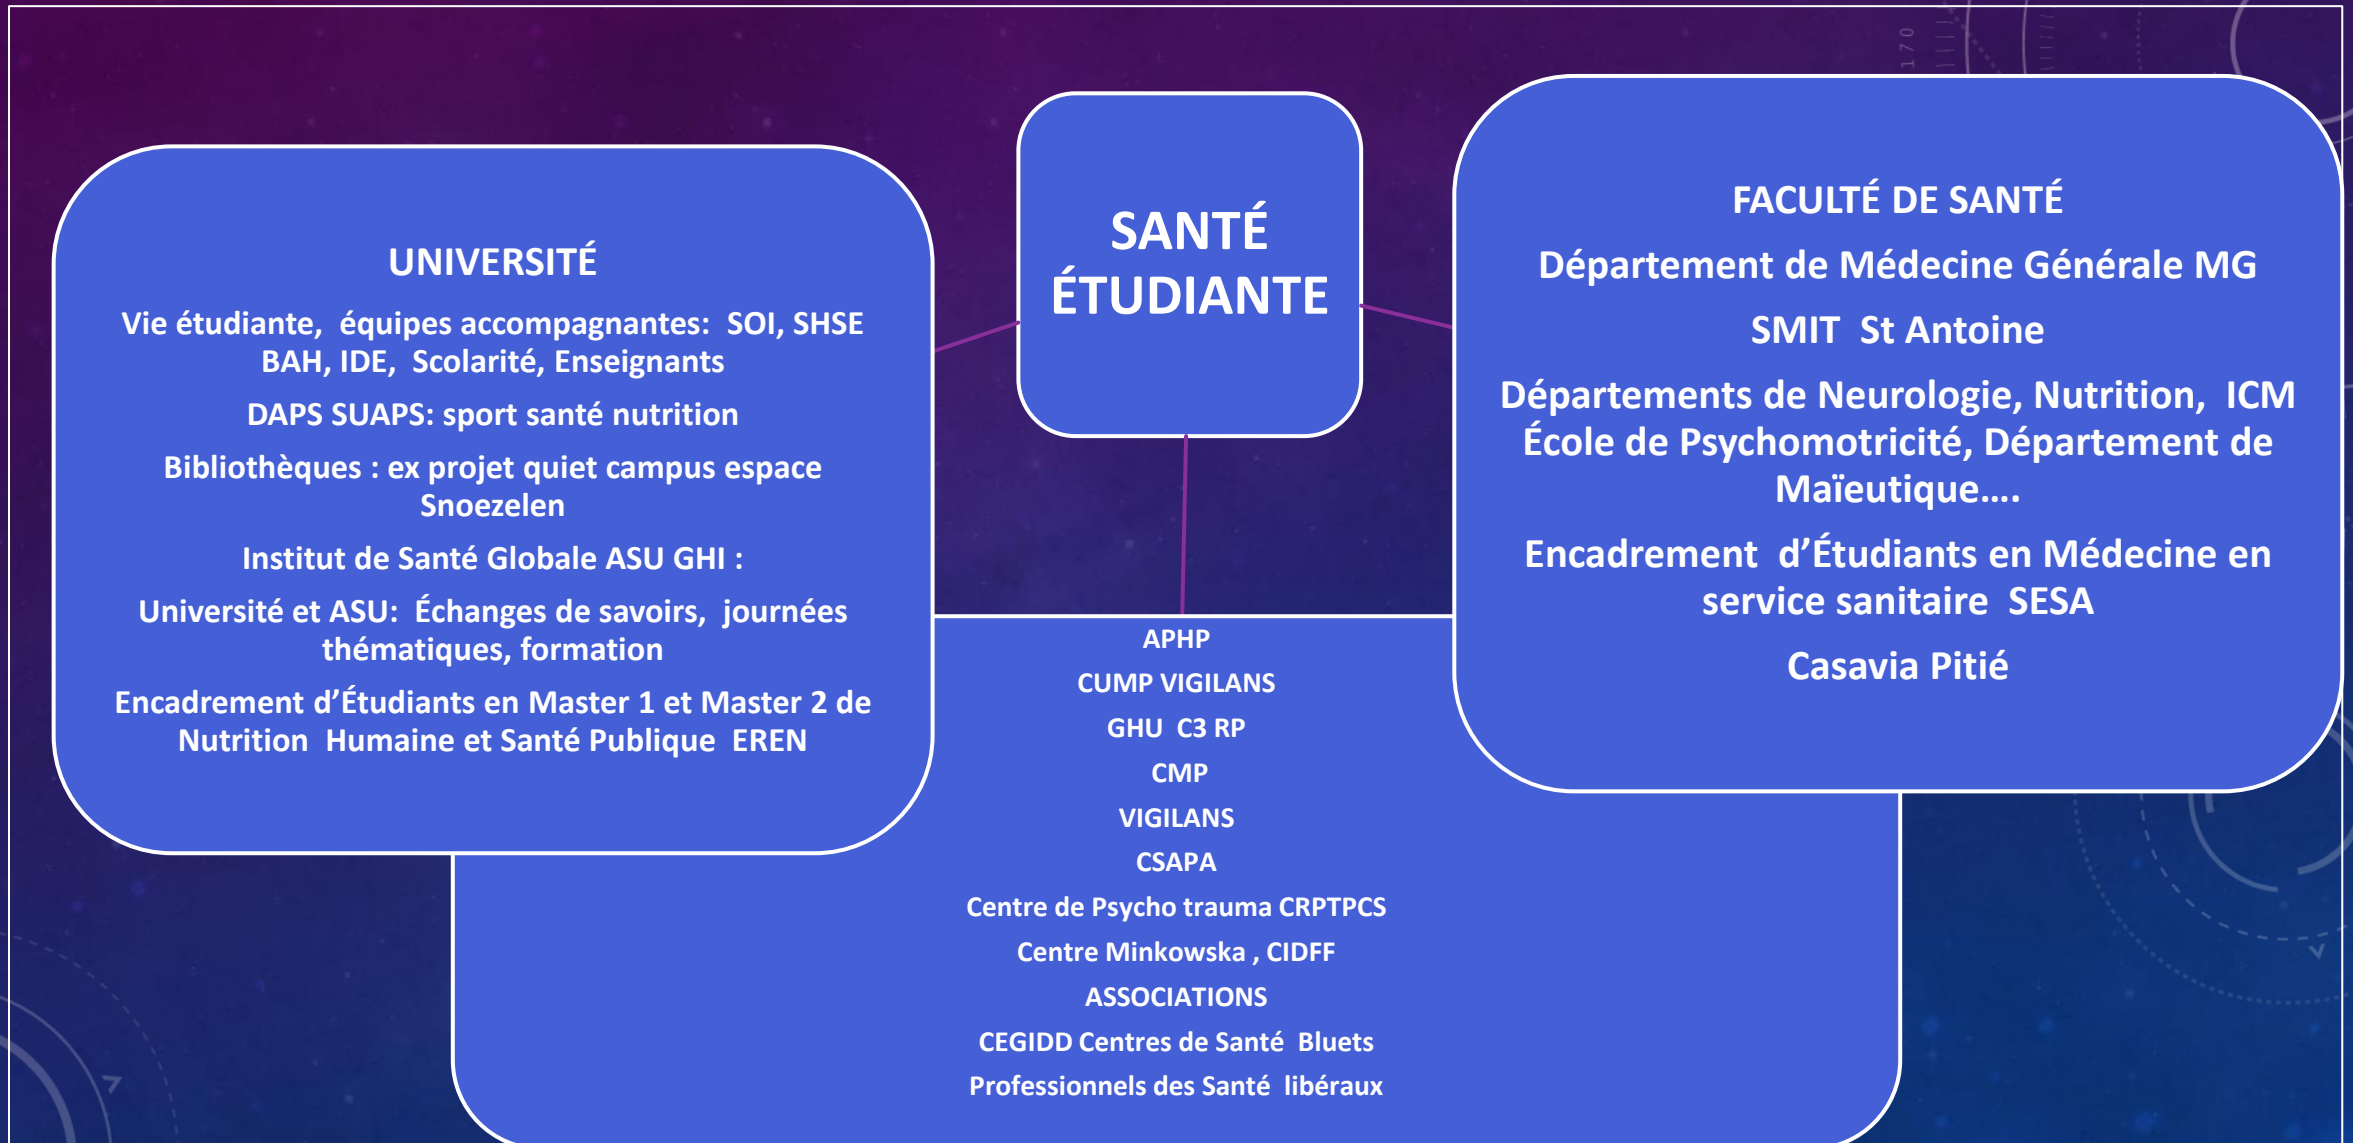 170
SANTÉ
ÉTUDIANTE
UNIVERSITÉ
Vie étudiante, équipes accompagnantes: SOI, SHSE
BAH, IDE, Scolarité, Enseignants
DAPS SUAPS: sport santé nutrition
Bibliothèques : ex projet quiet campus espace
Snoezelen
Institut de Santé Globale ASU GHI :
Université et ASU: Échanges de savoirs, journées
thématiques, formation
Encadrement d’Étudiants en Master 1 et Master 2 de
Nutrition Humaine et Santé Publique EREN
FACULTÉ DE SANTÉ
Département de Médecine Générale MG
SMIT St Antoine
Départements de Neurologie, Nutrition, ICM
École de Psychomotricité, Département de
Maïeutique....
Encadrement d’Étudiants en Médecine en
service sanitaire SESA
Casavia Pitié
APHP
CUMP VIGILANS
GHU C3 RP
CMP
VIGILANS
CSAPA
Centre de Psycho trauma CRPTPCS
Centre Minkowska , CIDFF
ASSOCIATIONS
CEGIDD Centres de Santé Bluets
Professionnels des Santé libéraux